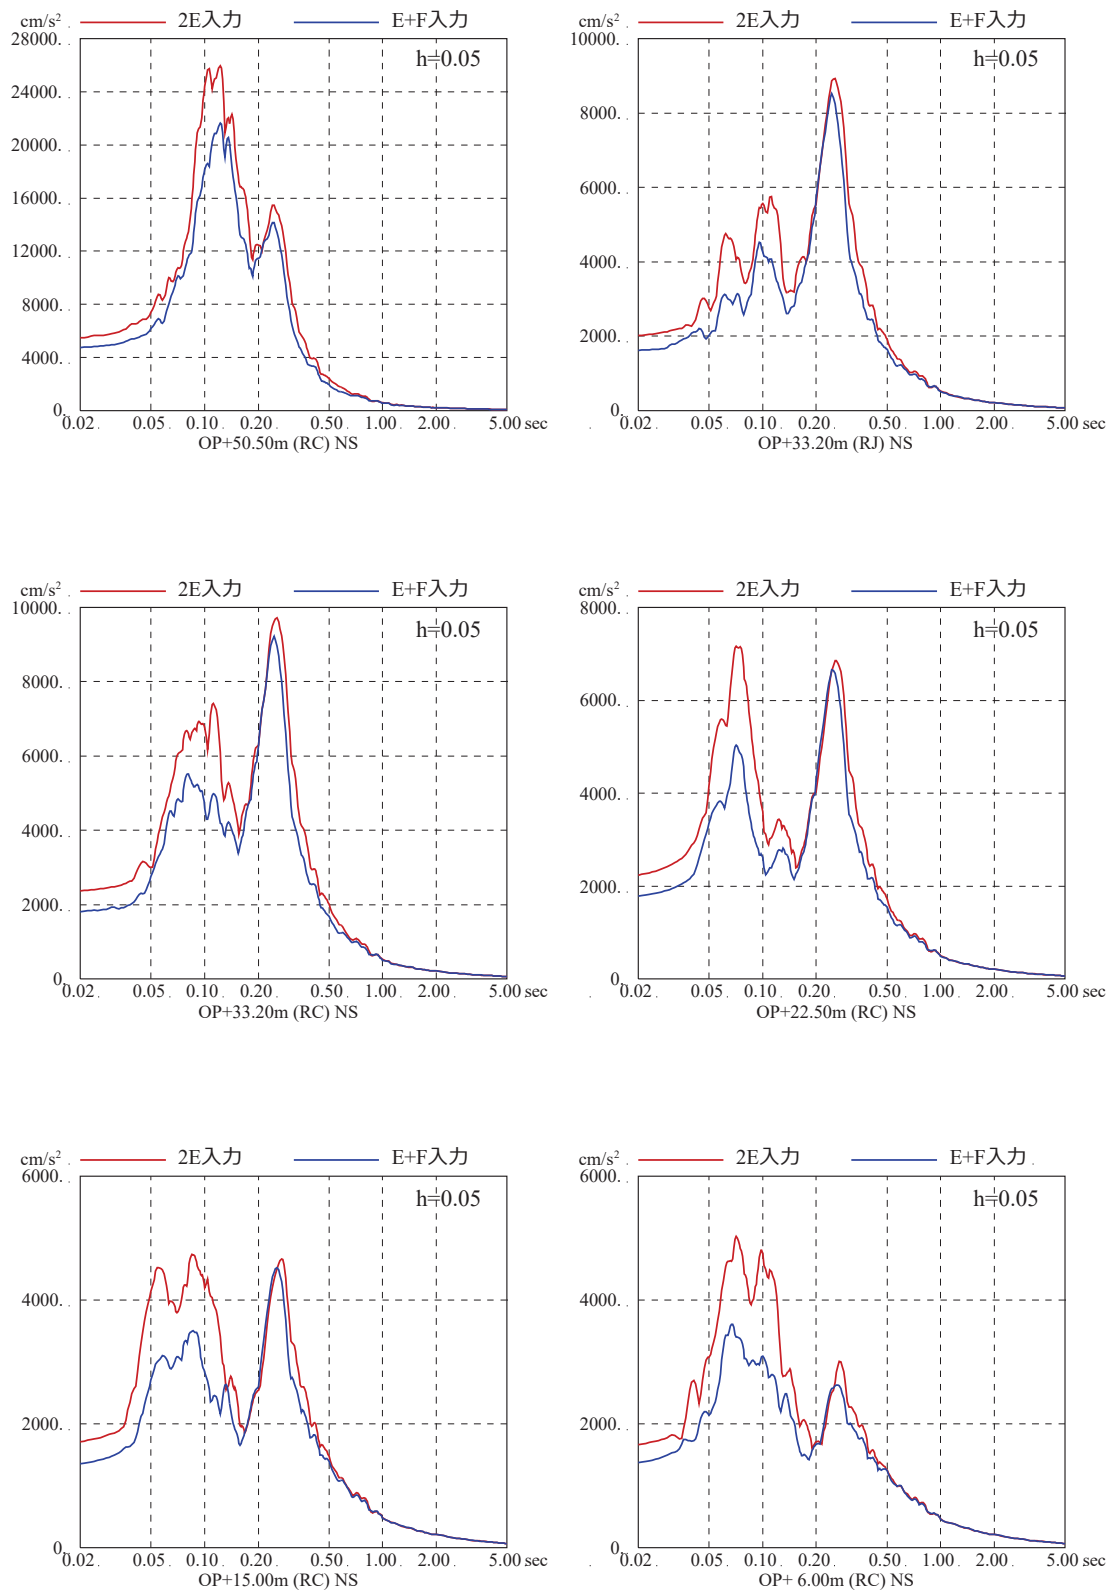 cm/s² 2E入力 E+F入力
28000.
h=0.05
24000.
20000.
16000.
12000.
8000.
4000.
0.
0.02 0.05 0.10 0.20 0.50 1.00 2.00 5.00 sec
OP+50.50m (RC) NS
cm/s² 2E入力 E+F入力
10000.
h=0.05
8000.
6000.
4000.
2000.
0.
0.02 0.05 0.10 0.20 0.50 1.00 2.00 5.00 sec
OP+33.20m (RJ) NS
cm/s² 2E入力 E+F入力
10000.
h=0.05
8000.
6000.
4000.
2000.
0.
0.02 0.05 0.10 0.20 0.50 1.00 2.00 5.00 sec
OP+33.20m (RC) NS
cm/s² 2E入力 E+F入力
8000.
h=0.05
6000.
4000.
2000.
0.
0.02 0.05 0.10 0.20 0.50 1.00 2.00 5.00 sec
OP+22.50m (RC) NS
cm/s² 2E入力 E+F入力
6000.
h=0.05
4000.
2000.
0.
0.02 0.05 0.10 0.20 0.50 1.00 2.00 5.00 sec
OP+15.00m (RC) NS
cm/s² 2E入力 E+F入力
6000.
h=0.05
4000.
2000.
0.
0.02 0.05 0.10 0.20 0.50 1.00 2.00 5.00 sec
OP+ 6.00m (RC) NS